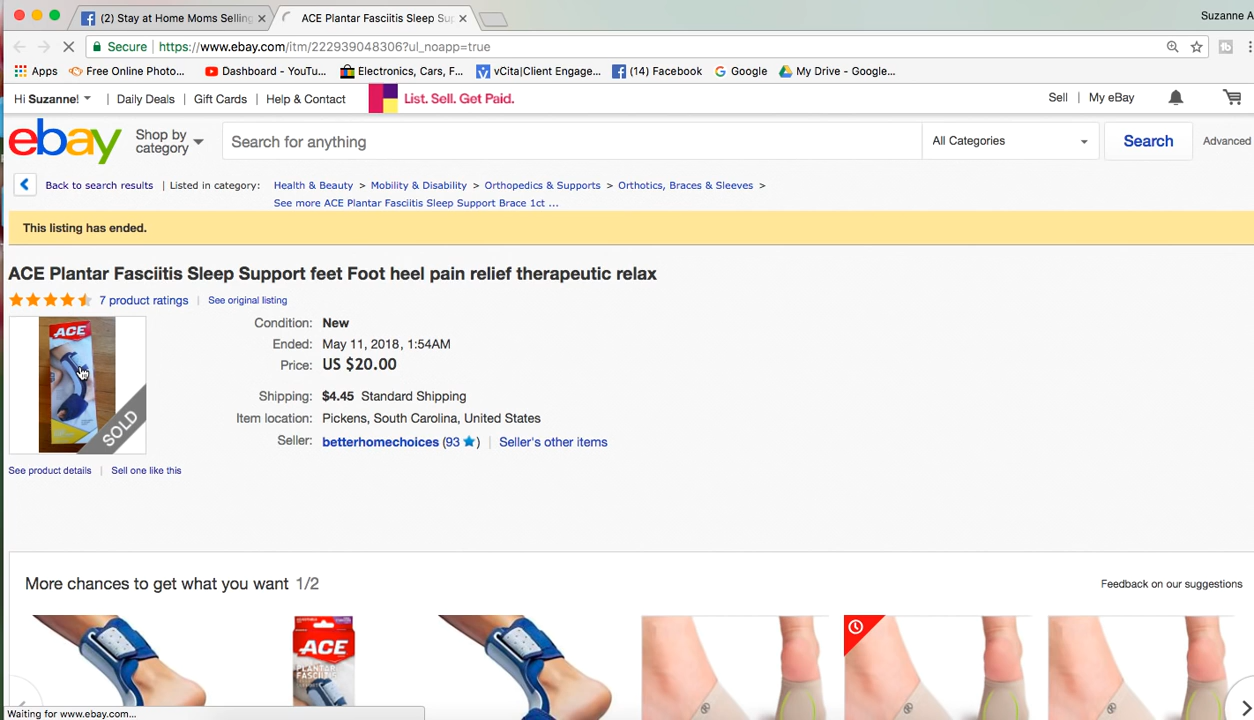 (2) Stay at Home Moms Selling
ACE Plantar Fasciitis Sleep Su
Suzanne A
Secure https://www.ebay.com/itm/222939048306?ul_noapp=true
Apps Free Online Photo... Dashboard - YouTu... Electronics, Cars, F... vCita|Client Engage... (14) Facebook Google My Drive - Google...
Hi Suzanne! Daily Deals Gift Cards Help & Contact List. Sell. Get Paid. Sell My eBay
ebay Shop by category Search for anything All Categories Search Advanced
Back to search results | Listed in category: Health & Beauty > Mobility & Disability > Orthopedics & Supports > Orthotics, Braces & Sleeves >
See more ACE Plantar Fasciitis Sleep Support Brace 1ct ...
This listing has ended.
ACE Plantar Fasciitis Sleep Support feet Foot heel pain relief therapeutic relax
7 product ratings | See original listing
ACE
SOLD
Condition: New
Ended: May 11, 2018, 1:54AM
Price: US $20.00
Shipping: $4.45 Standard Shipping
Item location: Pickens, South Carolina, United States
Seller: betterhomechoices (93 ) | Seller's other items
See product details | Sell one like this
More chances to get what you want 1/2
Feedback on our suggestions
ACE
PLANTAR
FASCIITIS
Waiting for www.ebay.com...